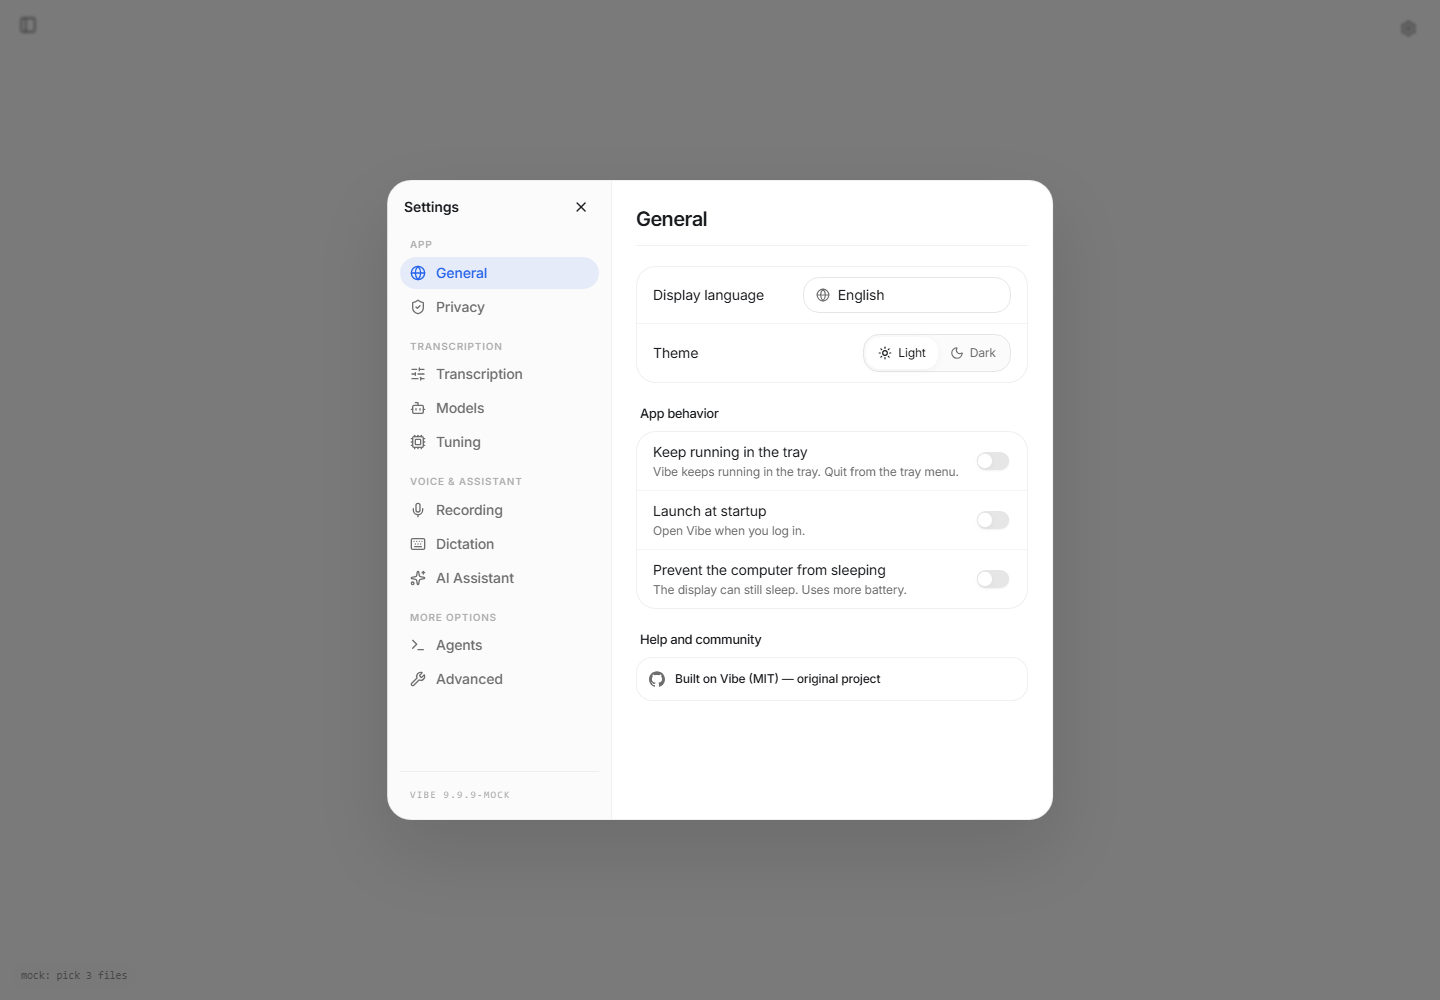 Settings
APP
General
Privacy
TRANSCRIPTION
Transcription
Models
Tuning
VOICE & ASSISTANT
Recording
Dictation
AI Assistant
MORE OPTIONS
Agents
Advanced
VIBE 9.9.9-MOCK
General
Display language
English
Theme
Light
Dark
App behavior
Keep running in the tray
Vibe keeps running in the tray. Quit from the tray menu.
Launch at startup
Open Vibe when you log in.
Prevent the computer from sleeping
The display can still sleep. Uses more battery.
Help and community
Built on Vibe (MIT) — original project
mock: pick 3 files